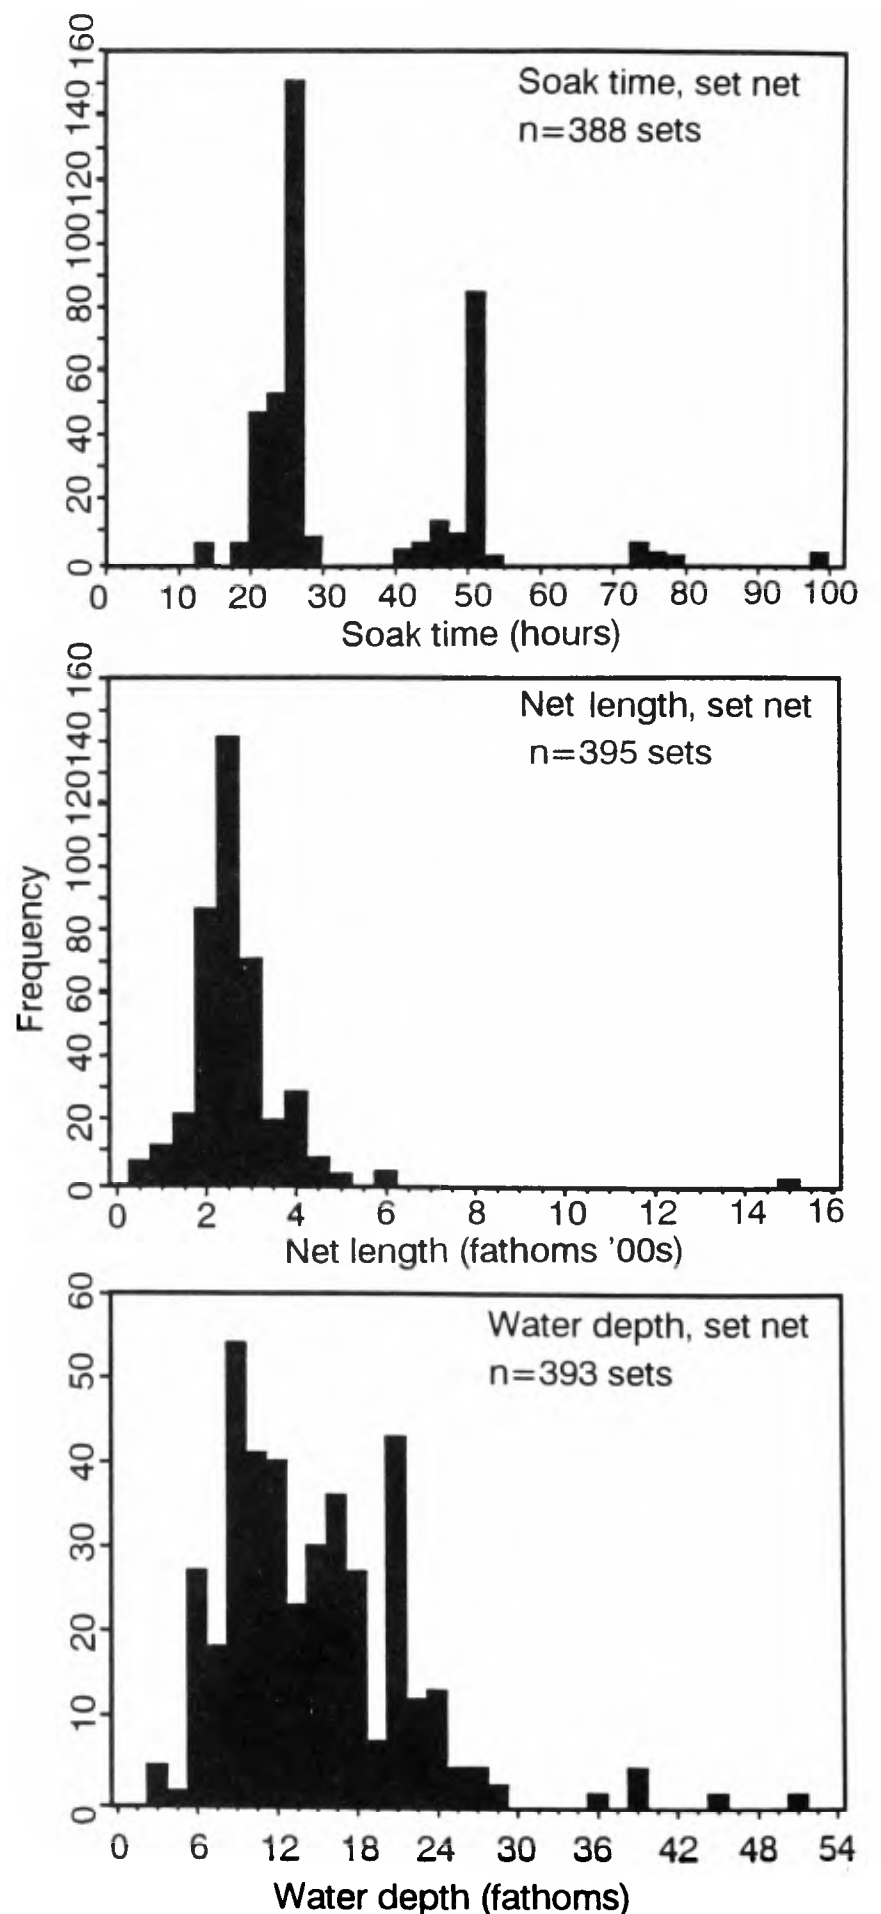 160
140
120
100
80
60
40
20
0
Soak time, set net
n=388 sets
0 10 20 30 40 50 60 70 80 90 100
Soak time (hours)
Frequency
160
140
120
100
80
60
40
20
0
Net length, set net
n=395 sets
0 2 4 6 8 10 12 14 16
Net length (fathoms '00s)
60
50
40
30
20
10
0
Water depth, set net
n=393 sets
0 6 12 18 24 30 36 42 48 54
Water depth (fathoms)